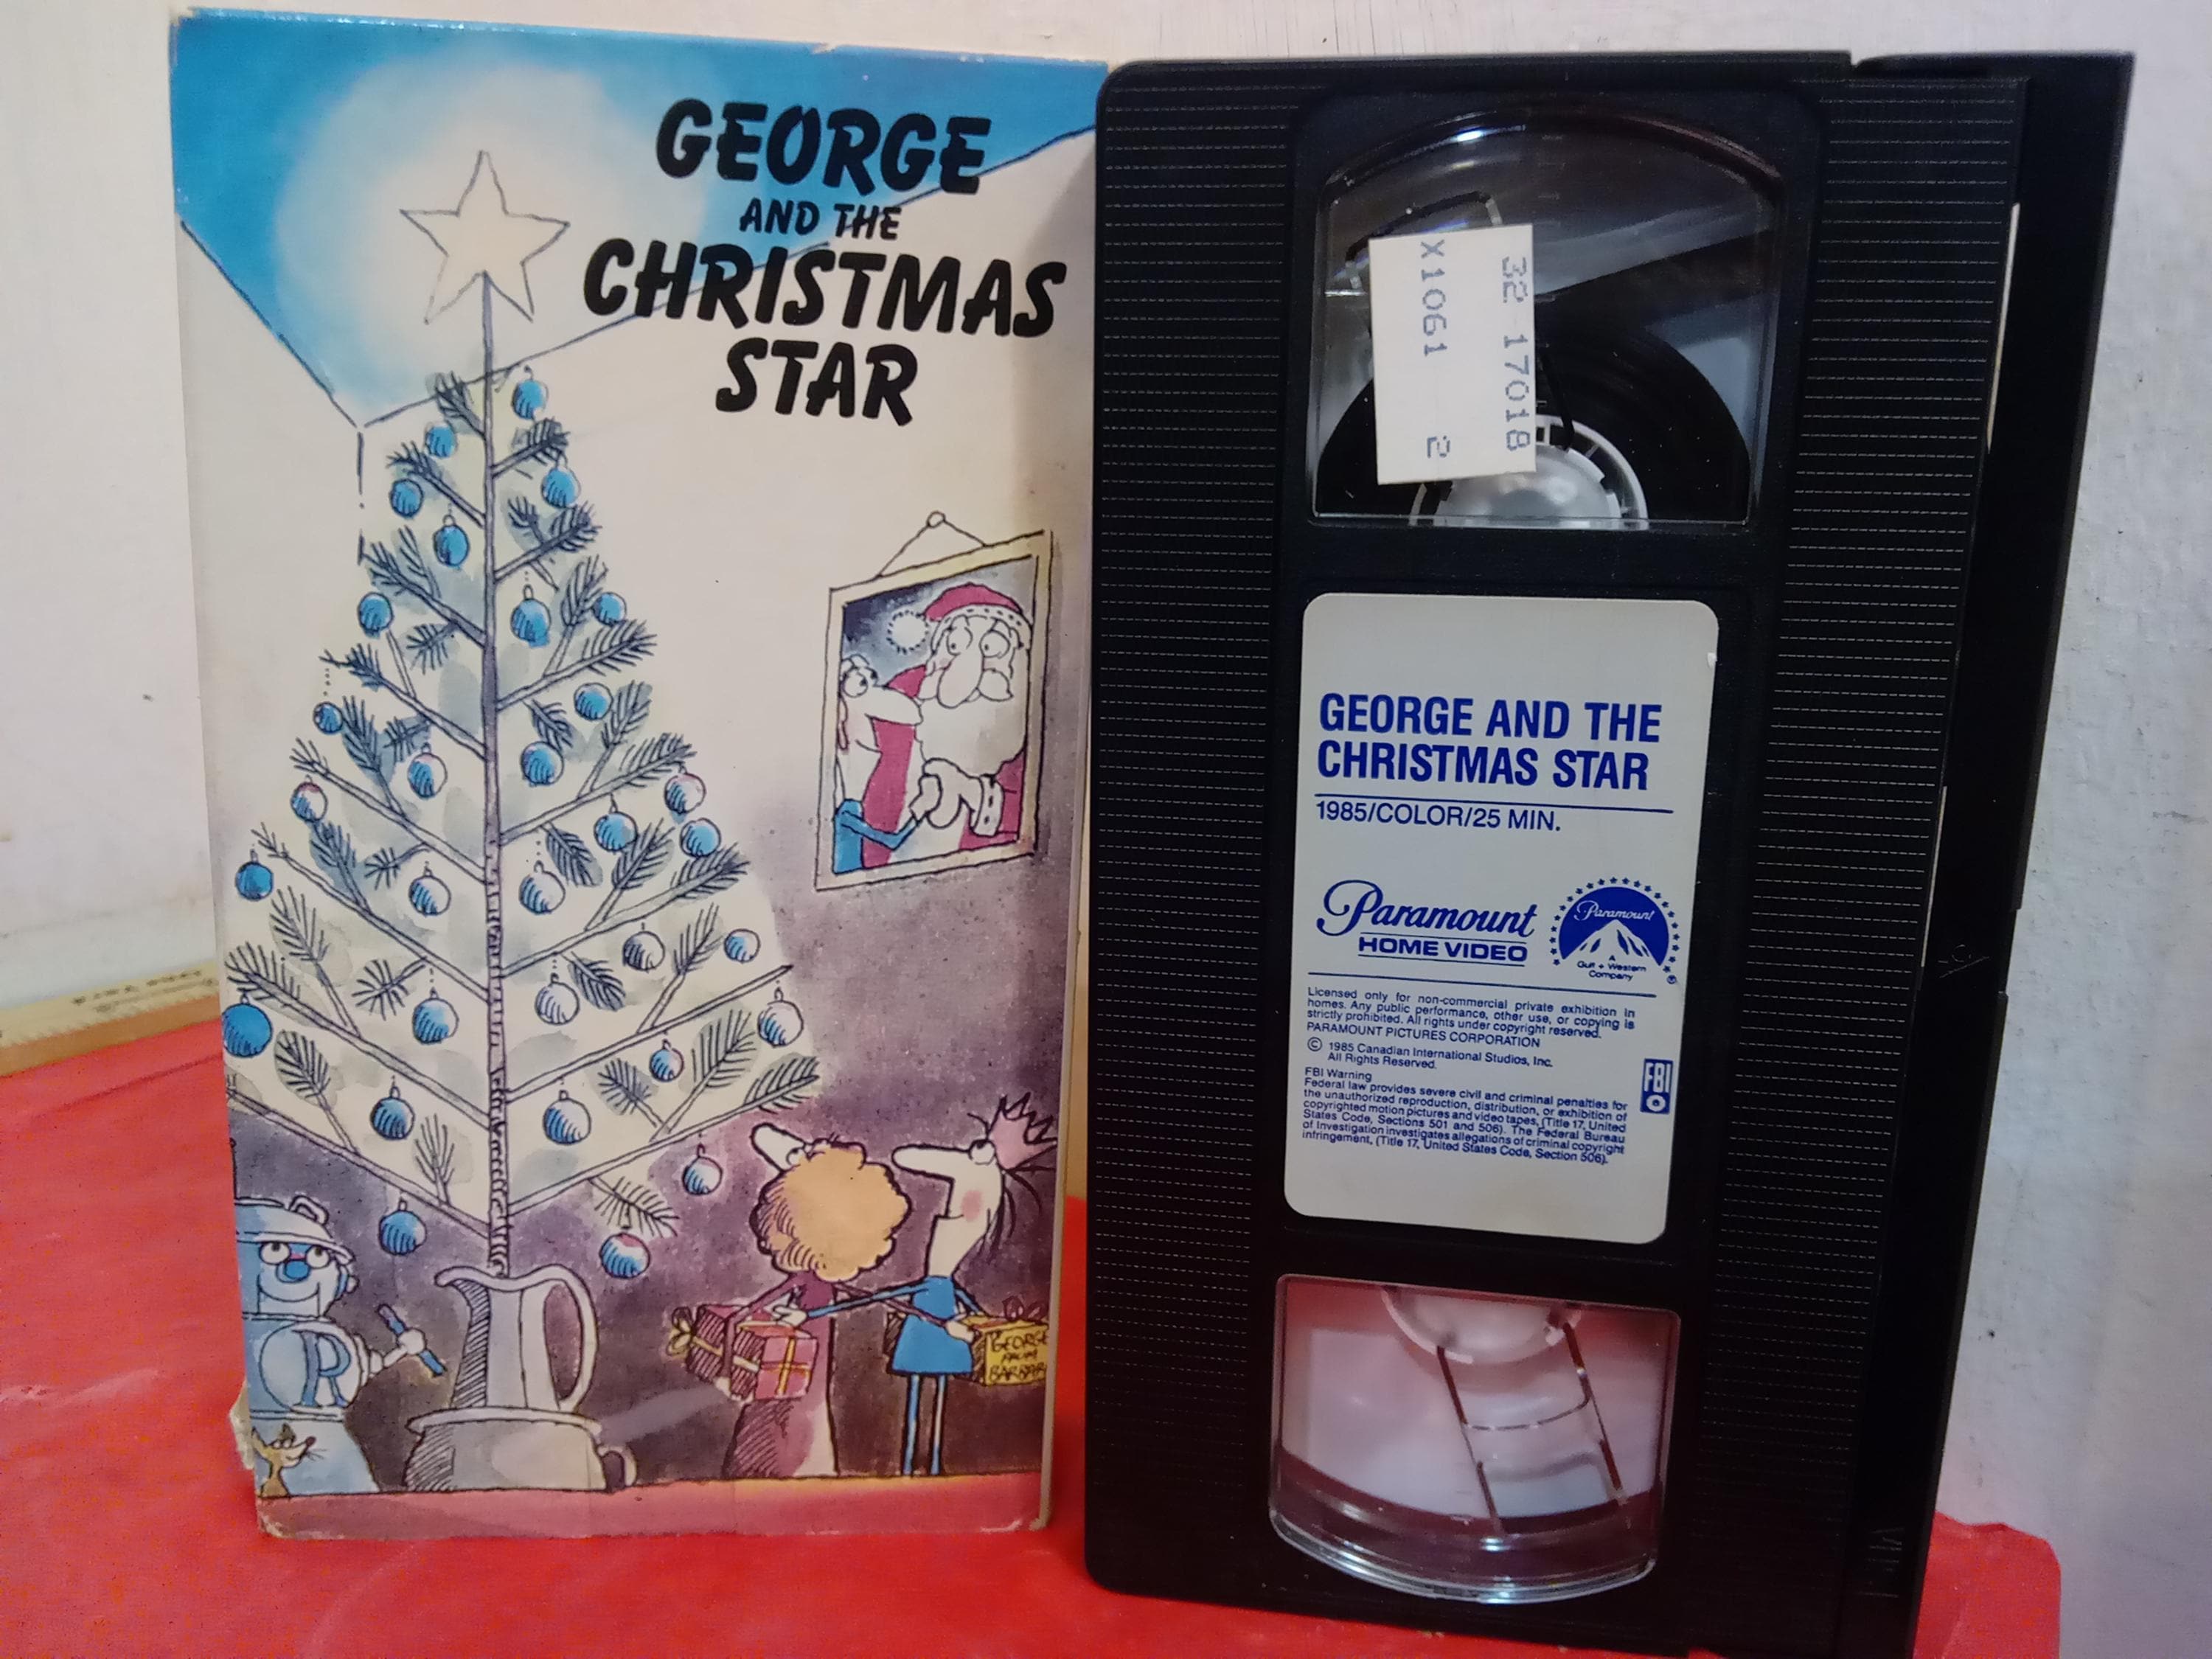 GEORGE
AND THE
CHRISTMAS
STAR
R
GEORGE
FROM
32 17018
X1061 2
GEORGE AND THE
CHRISTMAS STAR
1985/COLOR/25 MIN.
Paramount
HOME VIDEO
Paramount
A
Gulf + Western
Company
®
Licensed only for non-commercial private exhibition in
homes. Any public performance, other use, or copying is
strictly prohibited. All rights under copyright reserved.
PARAMOUNT PICTURES CORPORATION
© 1985 Canadian International Studios, Inc.
All Rights Reserved.
FBI Warning
Federal law provides severe civil and criminal penalties for
the unauthorized reproduction, distribution, or exhibition of
copyrighted motion pictures and video tapes, (Title 17, United
States Code, Sections 501 and 506). The Federal Bureau
of Investigation investigates allegations of criminal copyright
infringement, (Title 17, United States Code, Section 506).
FBI